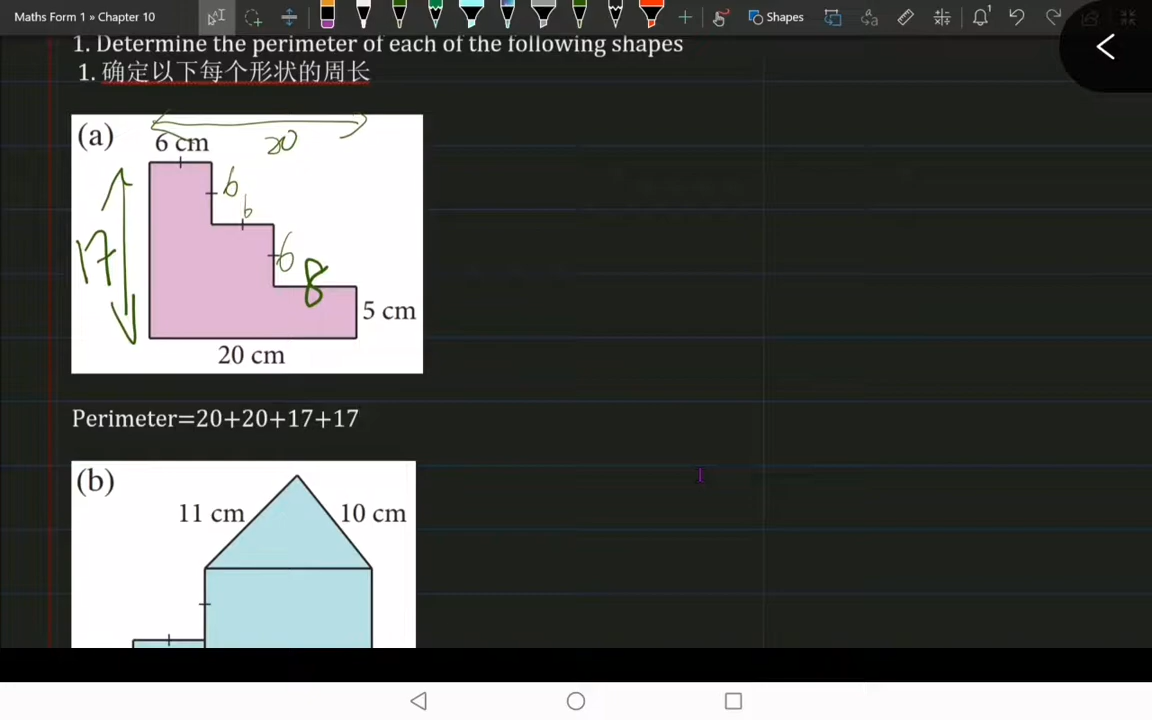 Maths Form 1 » Chapter 10
Shapes
1. Determine the perimeter of each of the following shapes
1. 确定以下每个形状的周长
(a)
6 cm
20
6
6
6
17
8
5 cm
20 cm
Perimeter=20+20+17+17
(b)
11 cm
10 cm